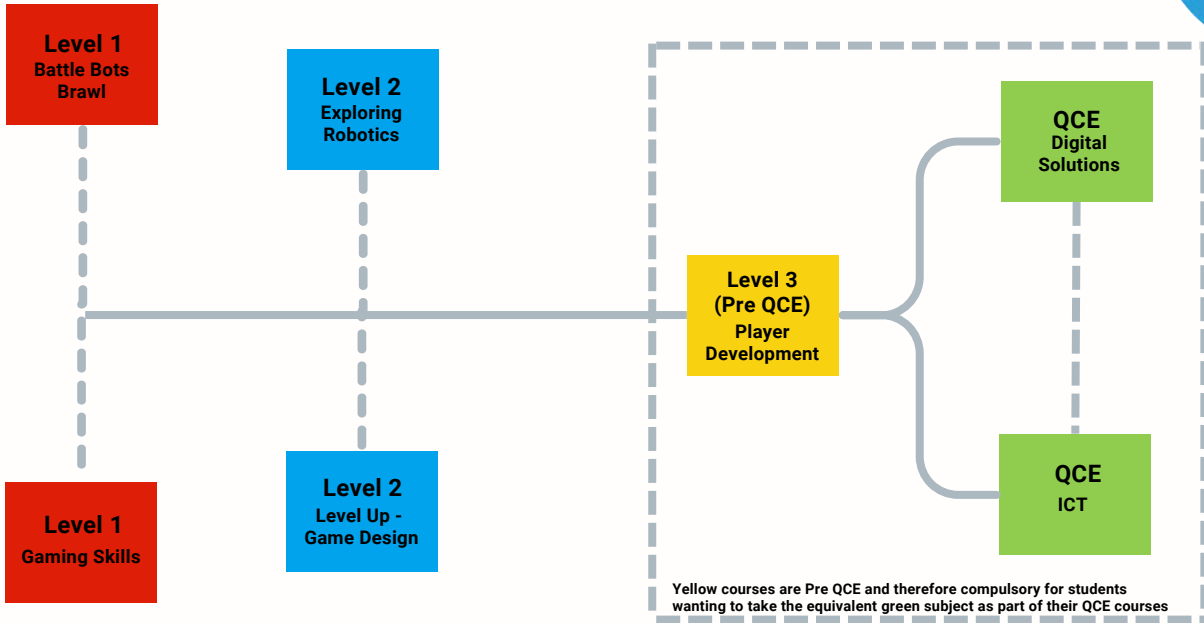 Level 1
Battle Bots
Brawl
Level 2
Exploring
Robotics
QCE
Digital
Solutions
Level 3
(Pre QCE)
Player
Development
Level 1
Gaming Skills
Level 2
Level Up -
Game Design
QCE
ICT
Yellow courses are Pre QCE and therefore compulsory for students
wanting to take the equivalent green subject as part of their QCE courses